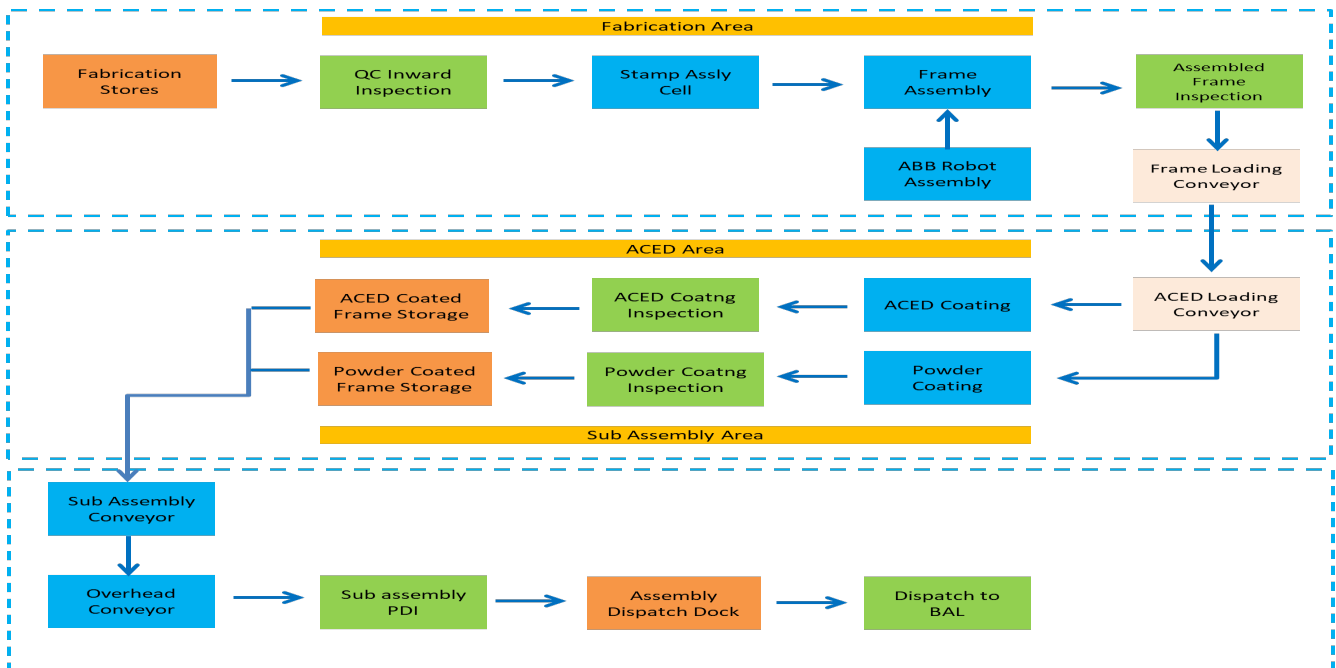 Fabrication Area
Fabrication
Stores
QC Inward
Inspection
Stamp Assly
Cell
Frame
Assembly
Assembled
Frame
Inspection
ABB Robot
Assembly
Frame Loading
Conveyor
ACED Area
ACED Coated
Frame Storage
ACED Coatng
Inspection
ACED Coating
ACED Loading
Conveyor
Powder Coated
Frame Storage
Powder Coatng
Inspection
Powder
Coating
Sub Assembly Area
Sub Assembly
Conveyor
Overhead
Conveyor
Sub assembly
PDI
Assembly
Dispatch Dock
Dispatch to
BAL